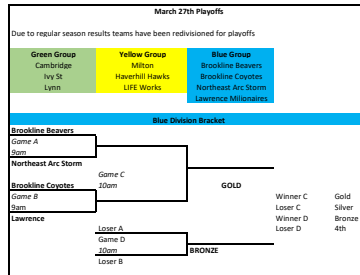 March 27th Playoffs
Due to regular season results teams have been redivisioned for playoffs
Green Group Yellow Group Blue Group
Cambridge Milton Brookline Beavers
Ivy St Haverhill Hawks Brookline Coyotes
Lynn LIFE Works Northeast Arc Storm
Lawrence Milionaires
Blue Division Bracket
Brookline Beavers
Game A
9am
Northeast Arc Storm
Game C
Brookline Coyotes 10am GOLD
Game B Winner C Gold
9am Loser C Silver
Lawrence Winner D Bronze
Loser A Loser D 4th
Game D
10am BRONZE
Loser B